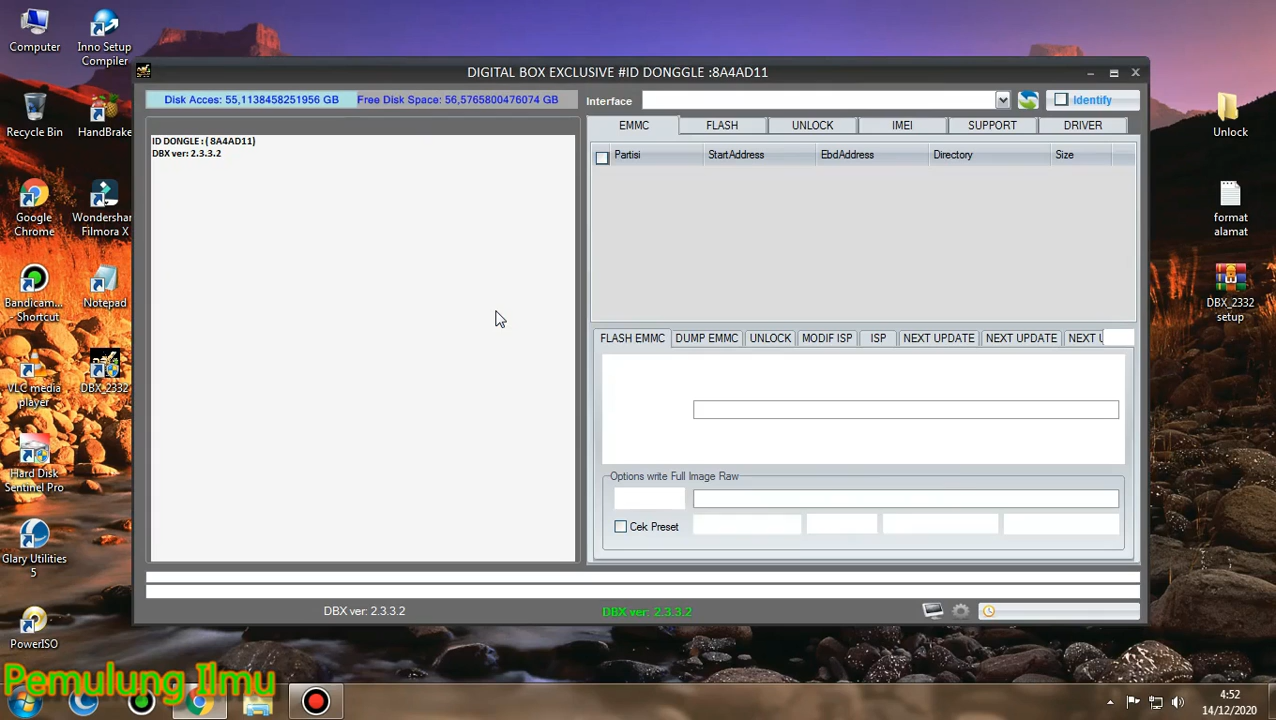 Computer
Inno Setup
Compiler
Recycle Bin
HandBrake
Google
Chrome
Wondershar
Filmora X
Bandicam...
- Shortcut
Notepad
VLC media
player
DBX_2332
Hard Disk
Sentinel Pro
Glary Utilities
5
PowerISO
Unlock
format
alamat
DBX_2332
setup
DIGITAL BOX EXCLUSIVE #ID DONGGLE :8A4AD11
Disk Acces: 55,1138458251956 GB
Free Disk Space: 56,5765800476074 GB
Interface
Identify
ID DONGLE : { 8A4AD11}
DBX ver: 2.3.3.2
EMMC
FLASH
UNLOCK
IMEI
SUPPORT
DRIVER
Partisi
StartAddress
EbdAddress
Directory
Size
FLASH EMMC
DUMP EMMC
UNLOCK
MODIF ISP
ISP
NEXT UPDATE
NEXT UPDATE
NEXT U
Options write Full Image Raw
Cek Preset
DBX ver: 2.3.3.2
DBX ver: 2.3.3.2
Pemulung Ilmu
4:52
14/12/2020